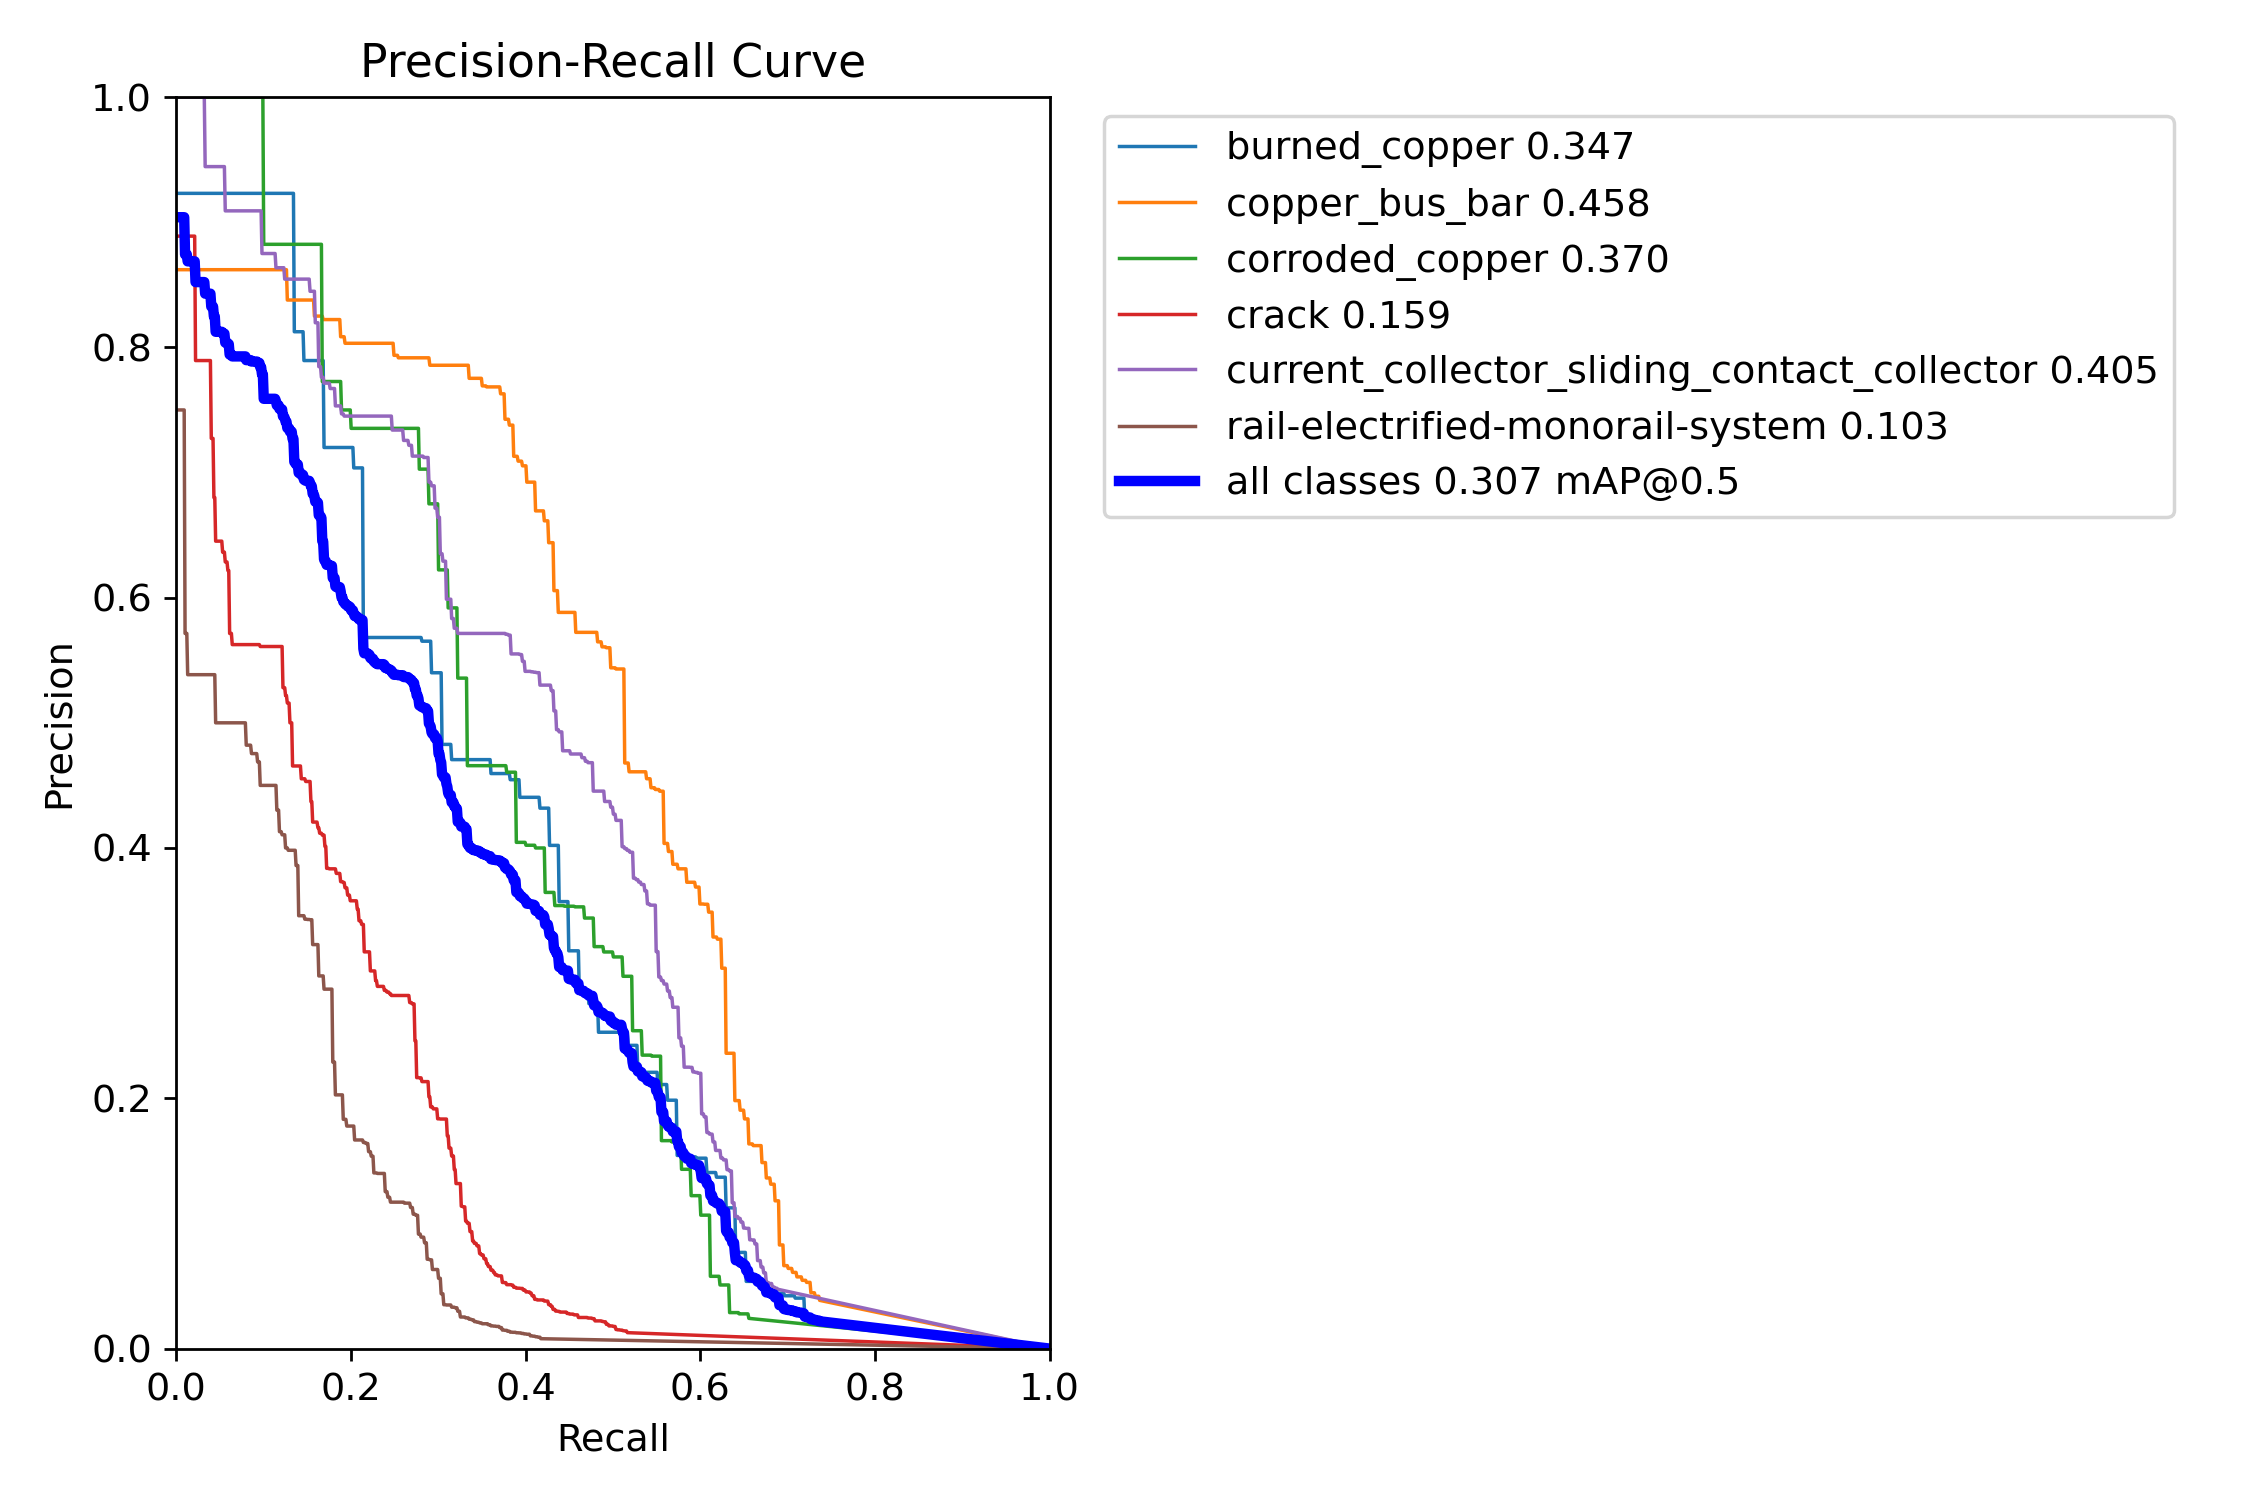 Precision-Recall Curve
1.0
0.8
0.6
0.4
0.2
0.0
Precision
0.0 0.2 0.4 0.6 0.8 1.0
Recall
burned_copper 0.347
copper_bus_bar 0.458
corroded_copper 0.370
crack 0.159
current_collector_sliding_contact_collector 0.405
rail-electrified-monorail-system 0.103
all classes 0.307 mAP@0.5